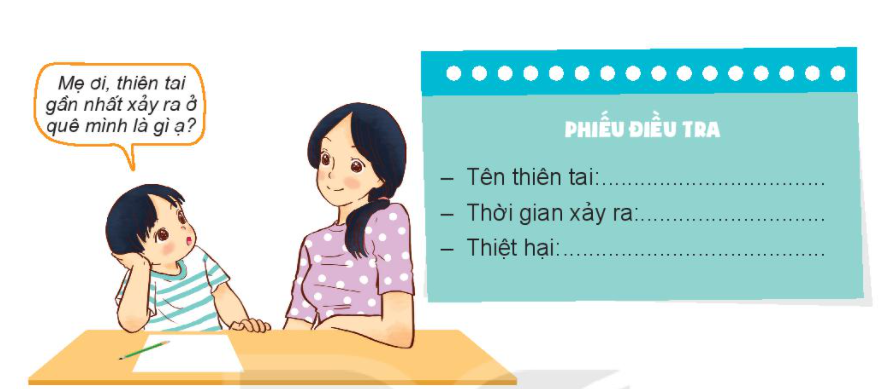 Mẹ ơi, thiên tai
gần nhất xảy ra ở
quê mình là gì ạ?
PHIẾU ĐIỀU TRA
– Tên thiên tai:...................................
– Thời gian xảy ra:.............................
– Thiệt hại:.........................................